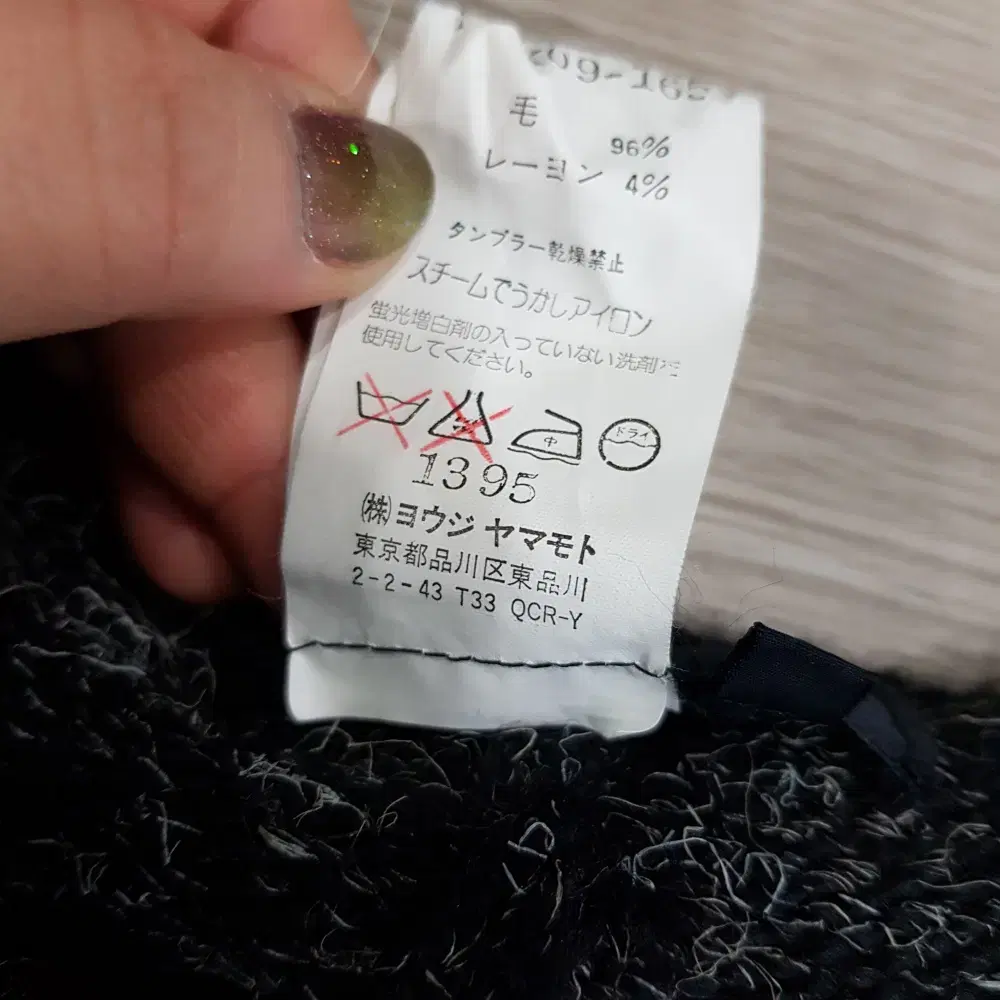 毛 96%
レーヨン 4%
タンブラー乾燥禁止
スチームでうかしアイロン
蛍光増白剤の入っていない洗剤を
使用してください。
中 ドライ
1395
(株)ヨウジ ヤマモト
東京都品川区東品川
2-2-43 T33 QCR-Y